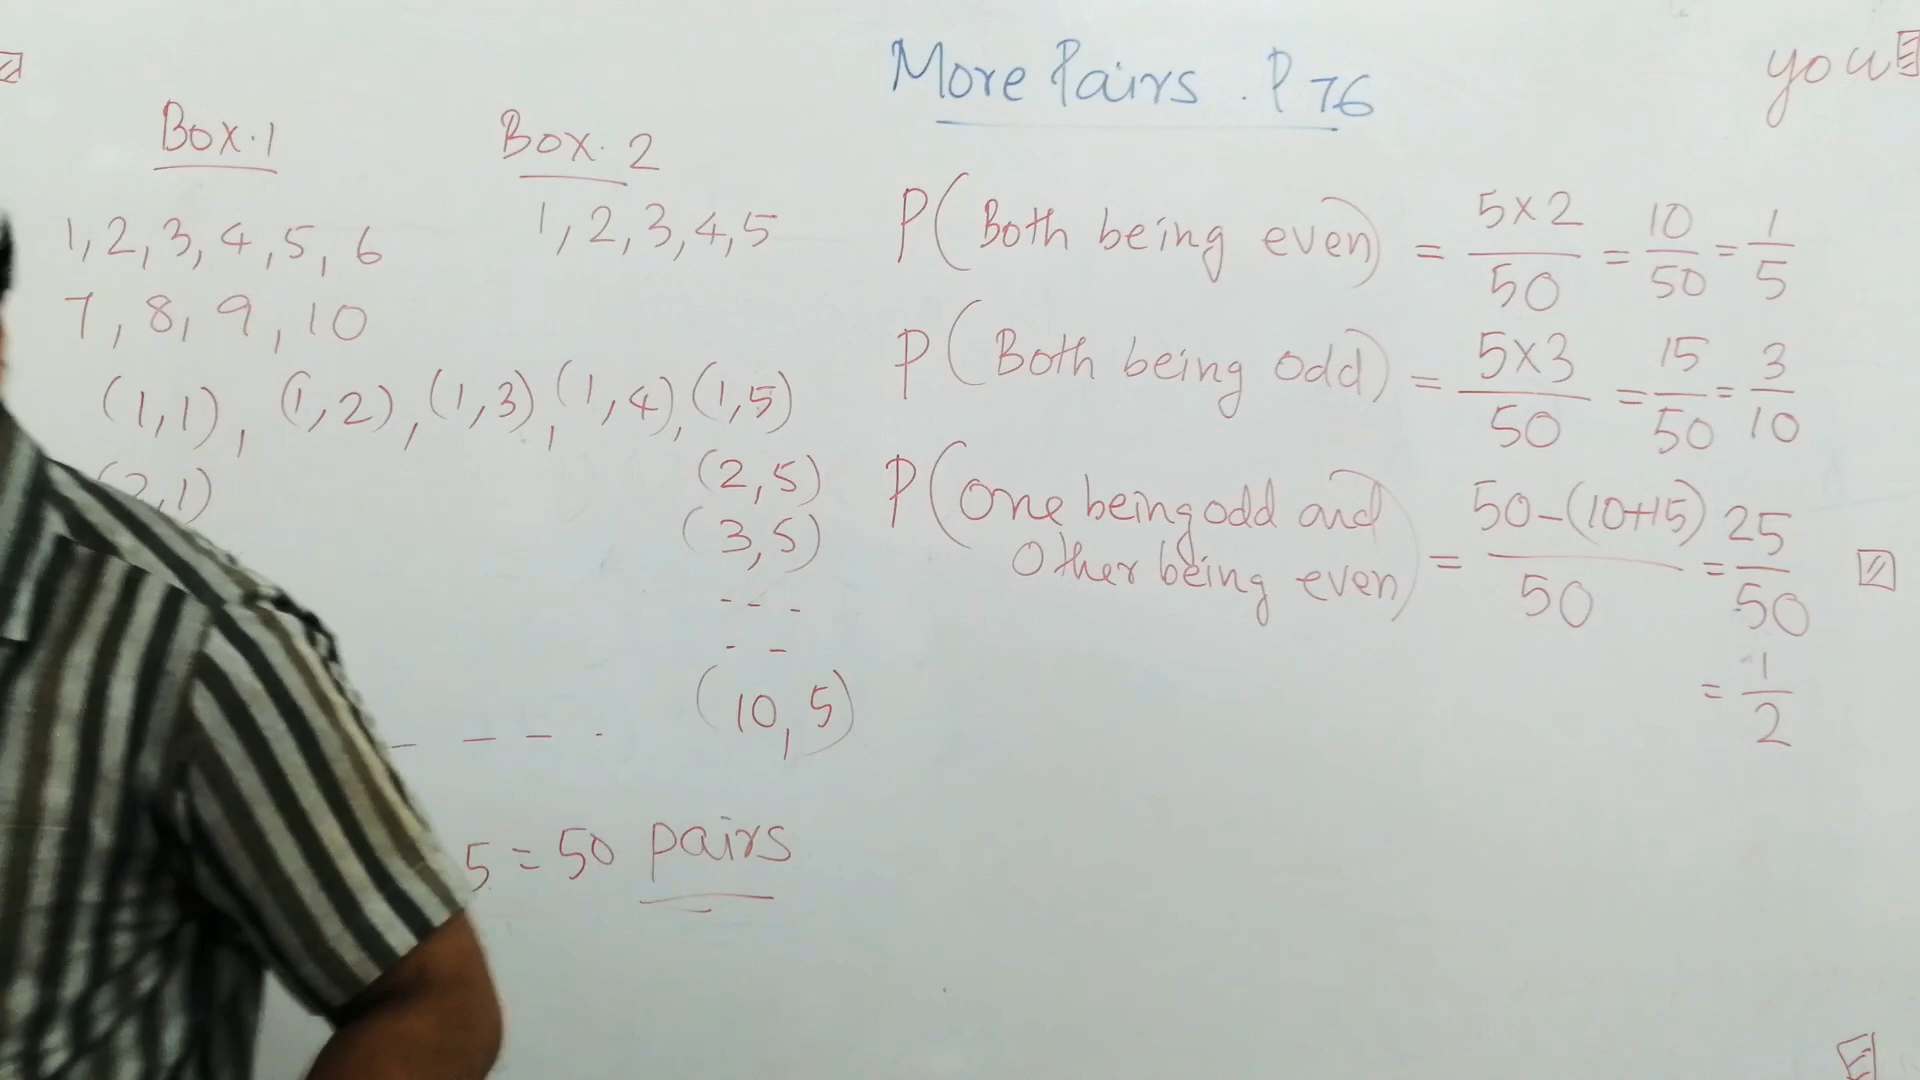 More Pairs. P 76
you
Box.1
1, 2, 3, 4, 5, 6
7, 8, 9, 10
Box. 2
1, 2, 3, 4, 5
(1,1), (1,2), (1,3), (1,4), (1,5)
(2,1) (2,5)
(3,5)
- - -
- -
- - - . (10,5)
5 = 50 pairs
P(Both being even) = 5×2/50 = 10/50 = 1/5
P(Both being odd) = 5×3/50 = 15/50 = 3/10
P(One being odd and
Other being even) = 50-(10+15)/50 = 25/50
= 1/2